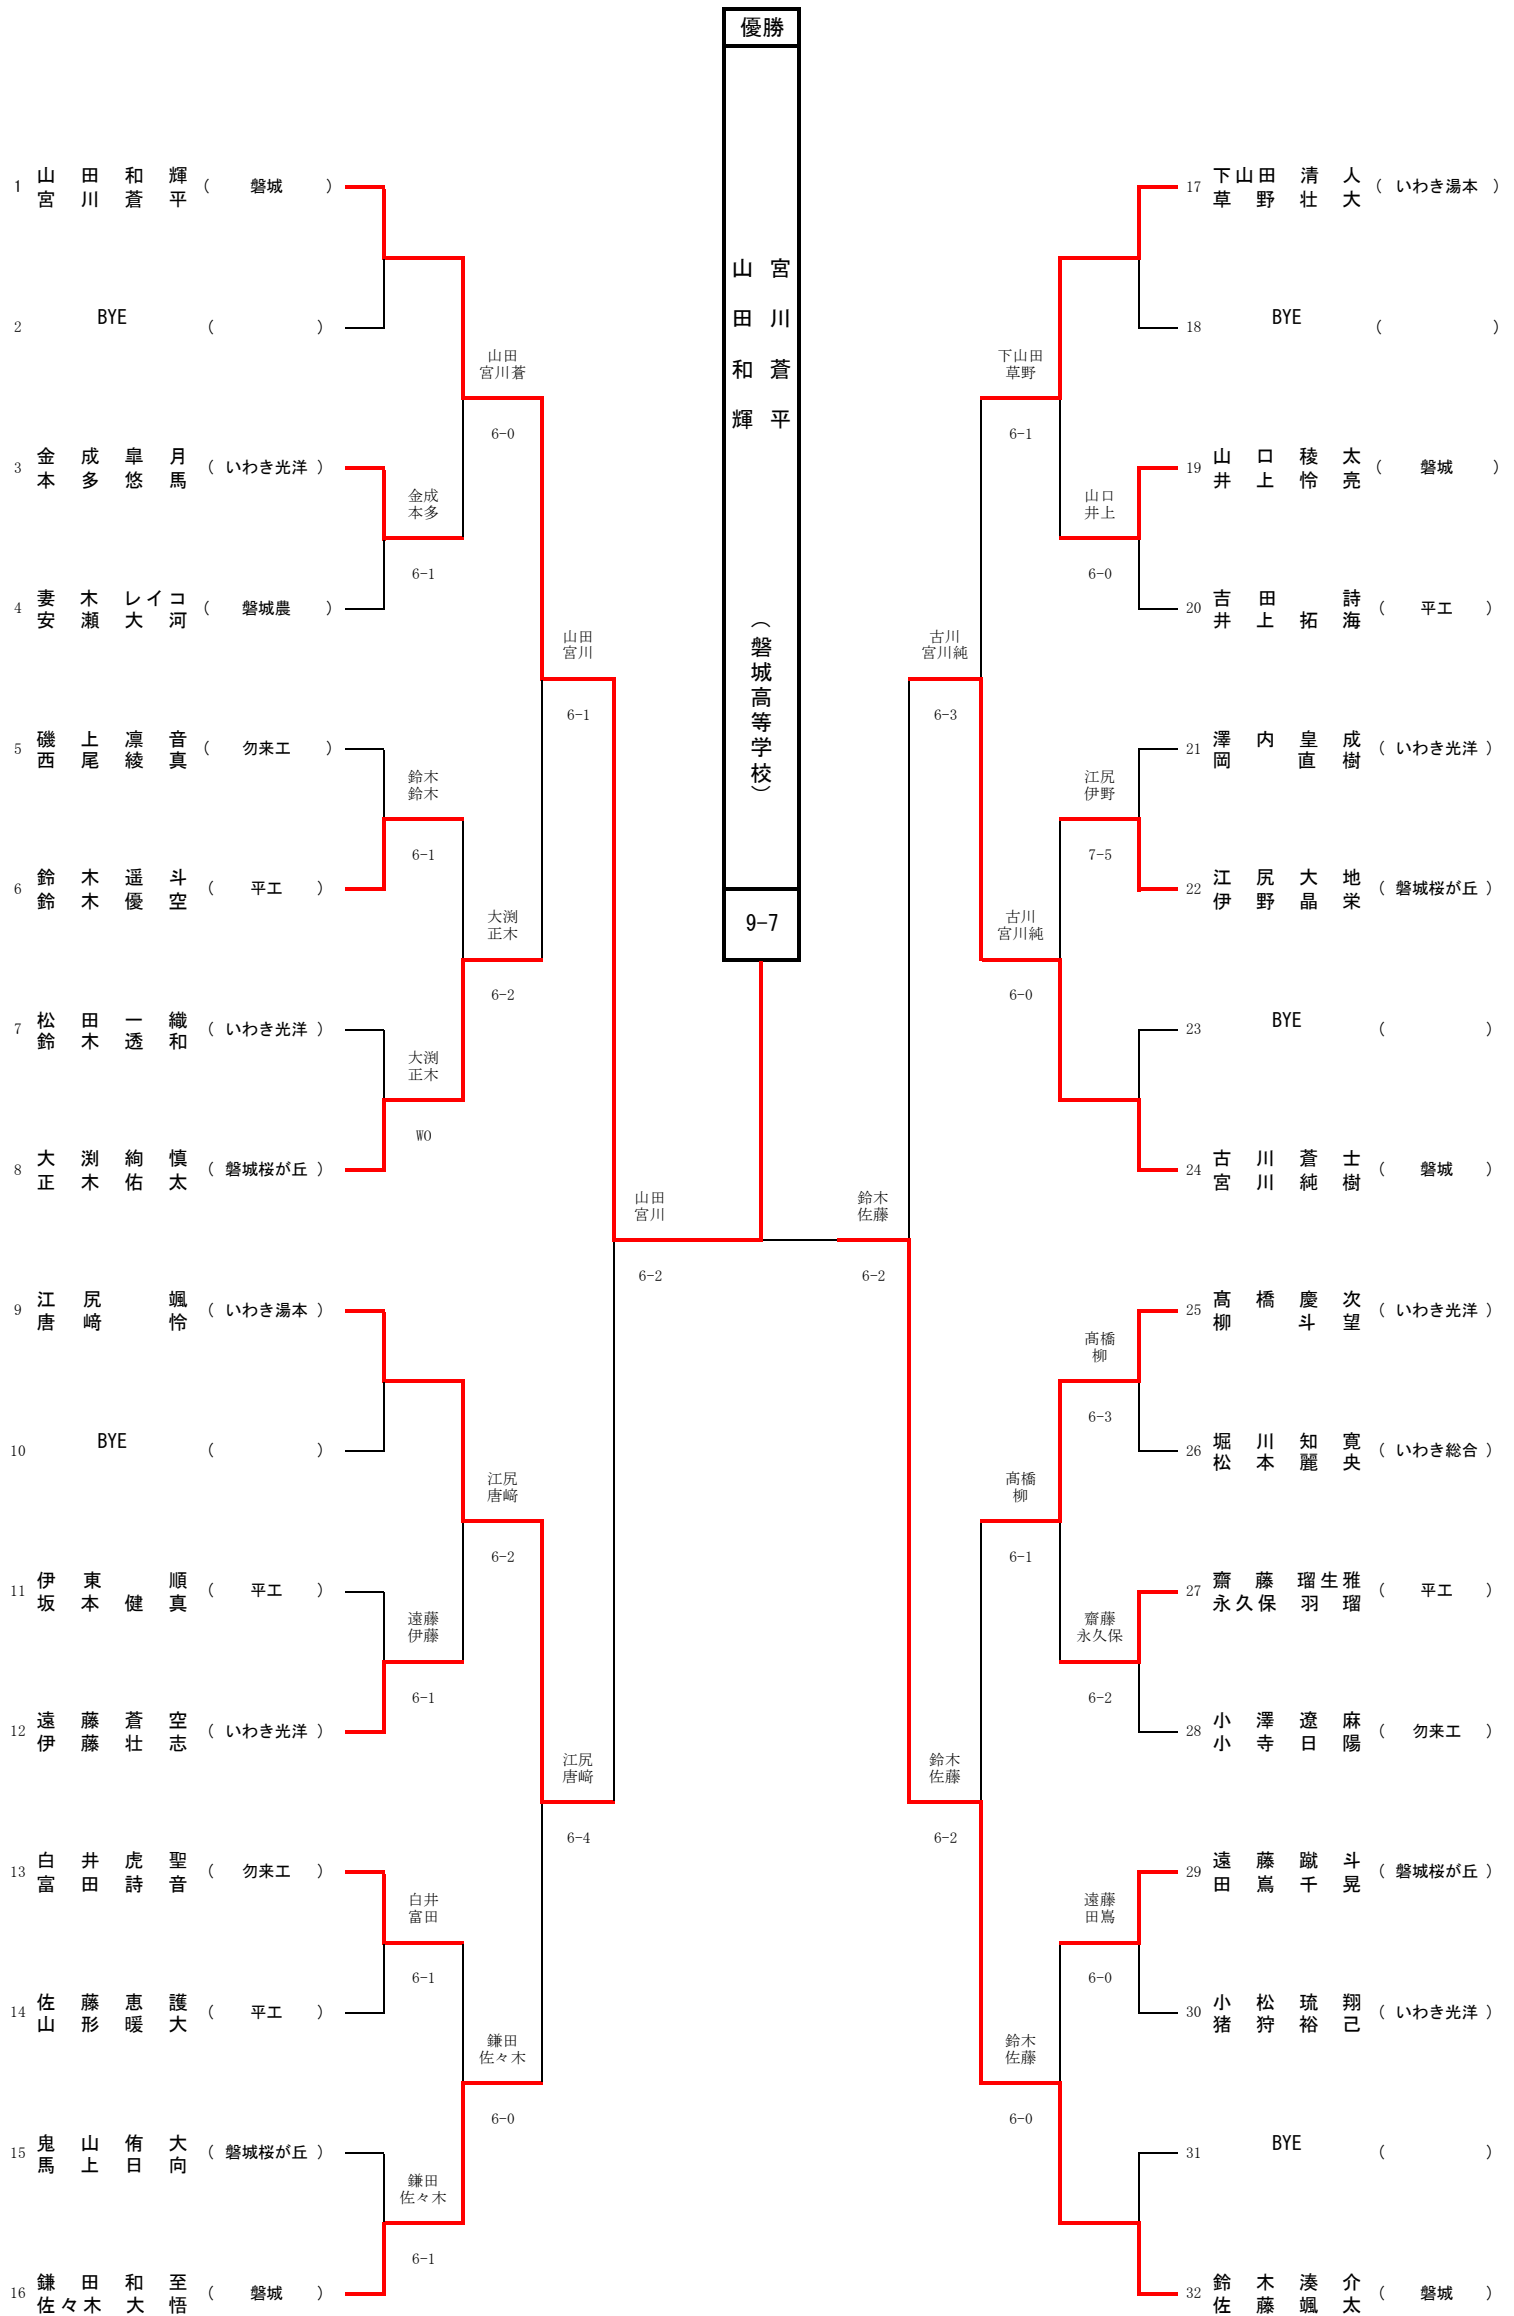 優勝
山田和輝
宮川蒼平
（磐城高等学校）
9-7
1 山田和輝 宮川蒼平 （ 磐城 ）
2 BYE （ ）
山田
宮川蒼
6-0
3 金成皐月 本多悠馬 （ いわき光洋 ）
金成
本多
6-1
4 妻木レイコ 安瀬大河 （ 磐城農 ）
山田
宮川
6-1
5 磯上凛音 西尾綾真 （ 勿来工 ）
鈴木
鈴木
6-1
6 鈴木遥斗 鈴木優空 （ 平工 ）
大渕
正木
6-2
7 松田一織 鈴木透和 （ いわき光洋 ）
大渕
正木
WO
8 大渕絢慎 正木佑太 （ 磐城桜が丘 ）
山田
宮川
6-2
9 江尻颯 唐﨑怜 （ いわき湯本 ）
10 BYE （ ）
江尻
唐﨑
6-2
11 伊東順 坂本健真 （ 平工 ）
遠藤
伊藤
6-1
12 遠藤蒼空 伊藤壮志 （ いわき光洋 ）
江尻
唐﨑
6-4
13 白井虎聖 富田詩音 （ 勿来工 ）
白井
富田
6-1
14 佐藤恵護 山形暖大 （ 平工 ）
鎌田
佐々木
6-0
15 鬼山侑大 馬上日向 （ 磐城桜が丘 ）
鎌田
佐々木
6-1
16 鎌田和至 佐々木大悟 （ 磐城 ）
17 下山田清人 草野壮大 （ いわき湯本 ）
18 BYE （ ）
下山田
草野
6-1
19 山口稜太 井上怜亮 （ 磐城 ）
山口
井上
6-0
20 吉田詩 井上拓海 （ 平工 ）
古川
宮川純
6-3
21 澤内皇成 岡直樹 （ いわき光洋 ）
江尻
伊野
7-5
22 江尻大地 伊野晶栄 （ 磐城桜が丘 ）
古川
宮川純
6-0
23 BYE （ ）
24 古川蒼士 宮川純樹 （ 磐城 ）
鈴木
佐藤
6-2
25 髙橋慶次 柳斗望 （ いわき光洋 ）
髙橋
柳
6-3
26 堀川知寛 松本麗央 （ いわき総合 ）
髙橋
柳
6-1
27 齋藤瑠生雅 永久保羽瑠 （ 平工 ）
齋藤
永久保
6-2
28 小澤遼麻 小寺日陽 （ 勿来工 ）
鈴木
佐藤
6-2
29 遠藤蹴斗 田嶌千晃 （ 磐城桜が丘 ）
遠藤
田嶌
6-0
30 小松琉翔 猪狩裕己 （ いわき光洋 ）
鈴木
佐藤
6-0
31 BYE （ ）
32 鈴木湊介 佐藤颯太 （ 磐城 ）